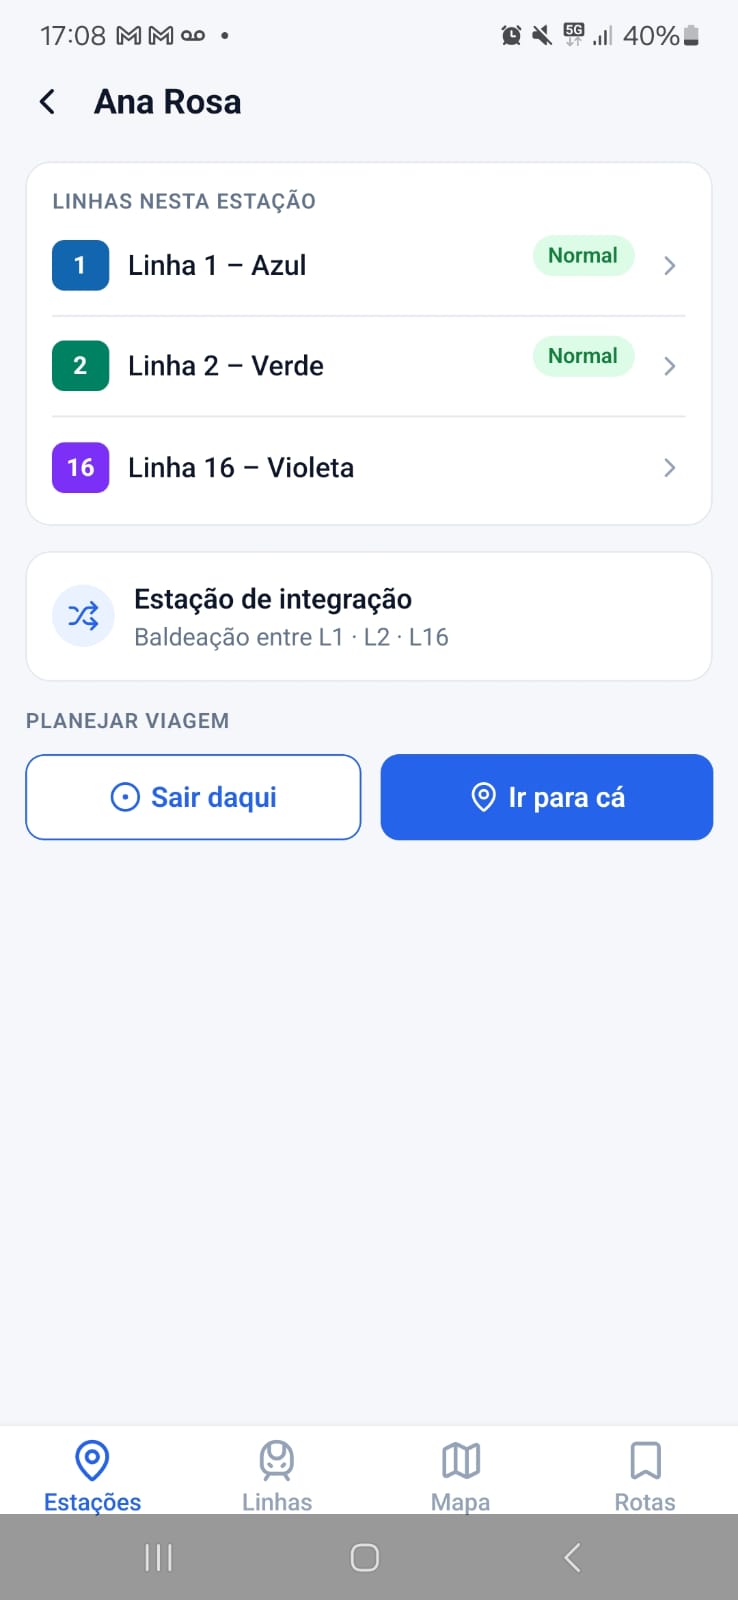 17:08
5G
40%
Ana Rosa
LINHAS NESTA ESTAÇÃO
1 Linha 1 – Azul Normal
2 Linha 2 – Verde Normal
16 Linha 16 – Violeta
Estação de integração
Baldeação entre L1 · L2 · L16
PLANEJAR VIAGEM
Sair daqui
Ir para cá
Estações Linhas Mapa Rotas